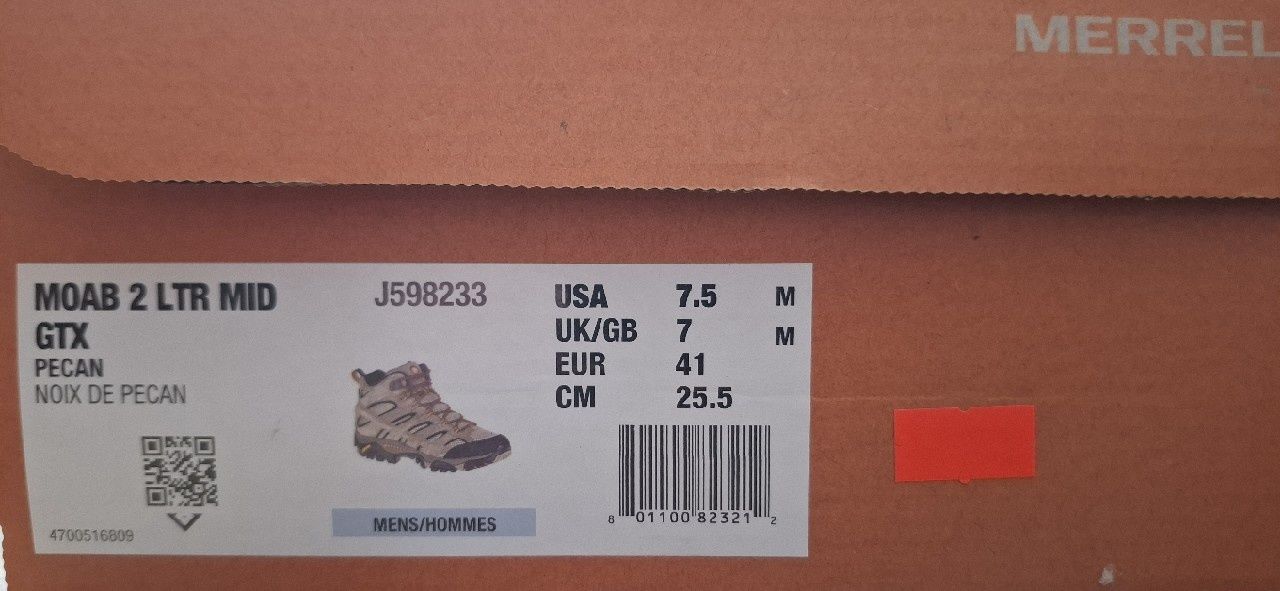 MERREL
MOAB 2 LTR MID
GTX
PECAN
NOIX DE PECAN
4700516809
J598233
MENS/HOMMES
USA 7.5 M
UK/GB 7 M
EUR 41
CM 25.5
8 01100 82321 2